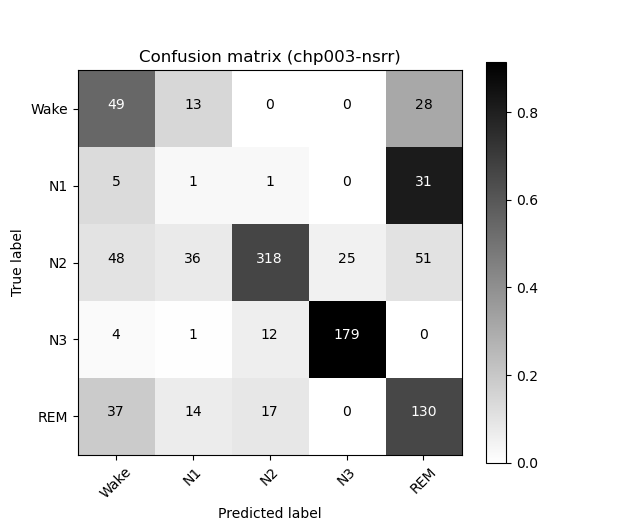 Confusion matrix (chp003-nsrr)
Wake 49 13 0 0 28
N1 5 1 1 0 31
N2 48 36 318 25 51
N3 4 1 12 179 0
REM 37 14 17 0 130
Wake N1 N2 N3 REM
True label
Predicted label
0.8
0.6
0.4
0.2
0.0